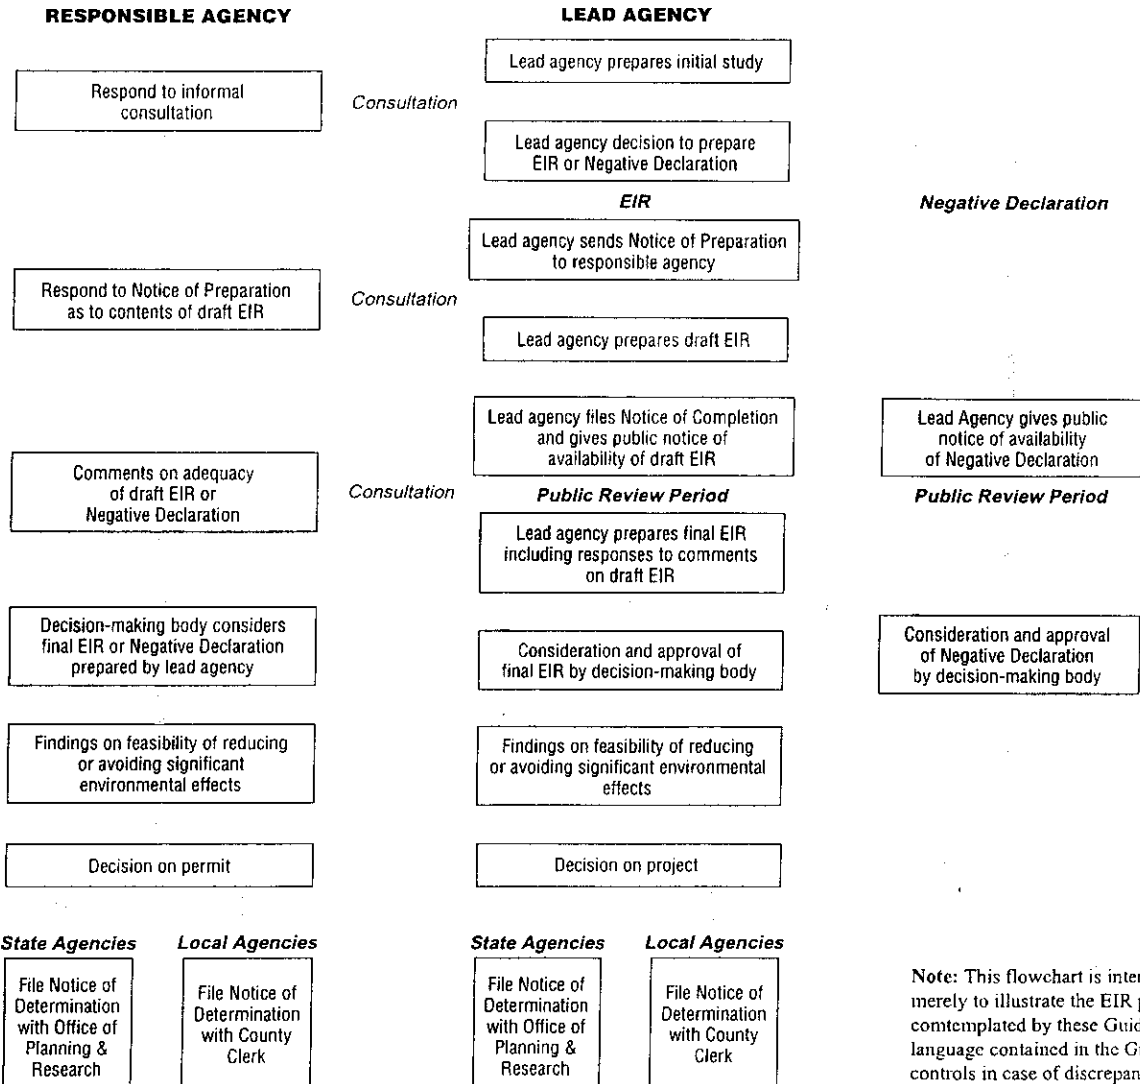 RESPONSIBLE AGENCY
LEAD AGENCY
Lead agency prepares initial study
Respond to informal
consultation
Consultation
Lead agency decision to prepare
EIR or Negative Declaration
EIR
Negative Declaration
Lead agency sends Notice of Preparation
to responsible agency
Respond to Notice of Preparation
as to contents of draft EIR
Consultation
Lead agency prepares draft EIR
Lead agency files Notice of Completion
and gives public notice of
availability of draft EIR
Lead Agency gives public
notice of availability
of Negative Declaration
Comments on adequacy
of draft EIR or
Negative Declaration
Consultation
Public Review Period
Public Review Period
Lead agency prepares final EIR
including responses to comments
on draft EIR
Decision-making body considers
final EIR or Negative Declaration
prepared by lead agency
Consideration and approval of
final EIR by decision-making body
Consideration and approval
of Negative Declaration
by decision-making body
Findings on feasibility of reducing
or avoiding significant
environmental effects
Findings on feasibility of reducing
or avoiding significant environmental
effects
Decision on permit
Decision on project
State Agencies
Local Agencies
State Agencies
Local Agencies
File Notice of
Determination
with Office of
Planning &
Research
File Notice of
Determination
with County
Clerk
File Notice of
Determination
with Office of
Planning &
Research
File Notice of
Determination
with County
Clerk
Note: This flowchart is
merely to illustrate the EIR
comtemplated by these
language contained in the
controls in case of